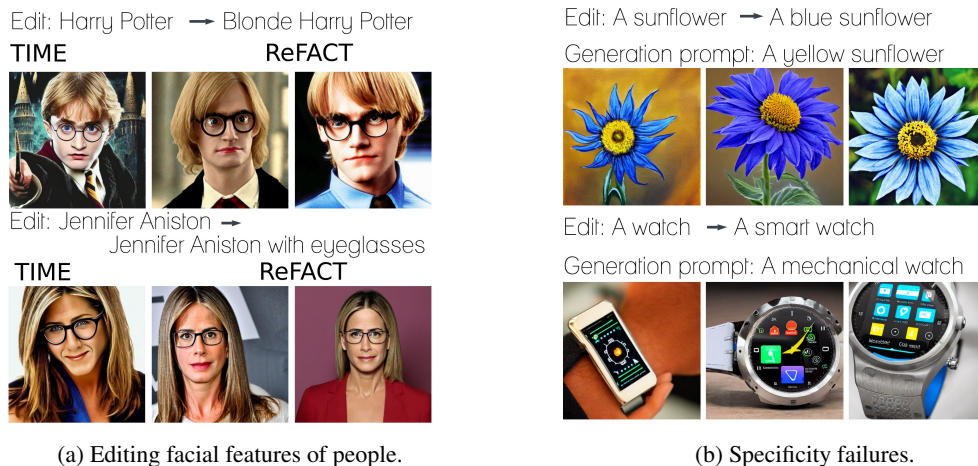 Edit: Harry Potter → Blonde Harry Potter
TIME
ReFACT
Edit: Jennifer Aniston →
Jennifer Aniston with eyeglasses
TIME
ReFACT
(a) Editing facial features of people.
Edit: A sunflower → A blue sunflower
Generation prompt: A yellow sunflower
Edit: A watch → A smart watch
Generation prompt: A mechanical watch
(b) Specificity failures.